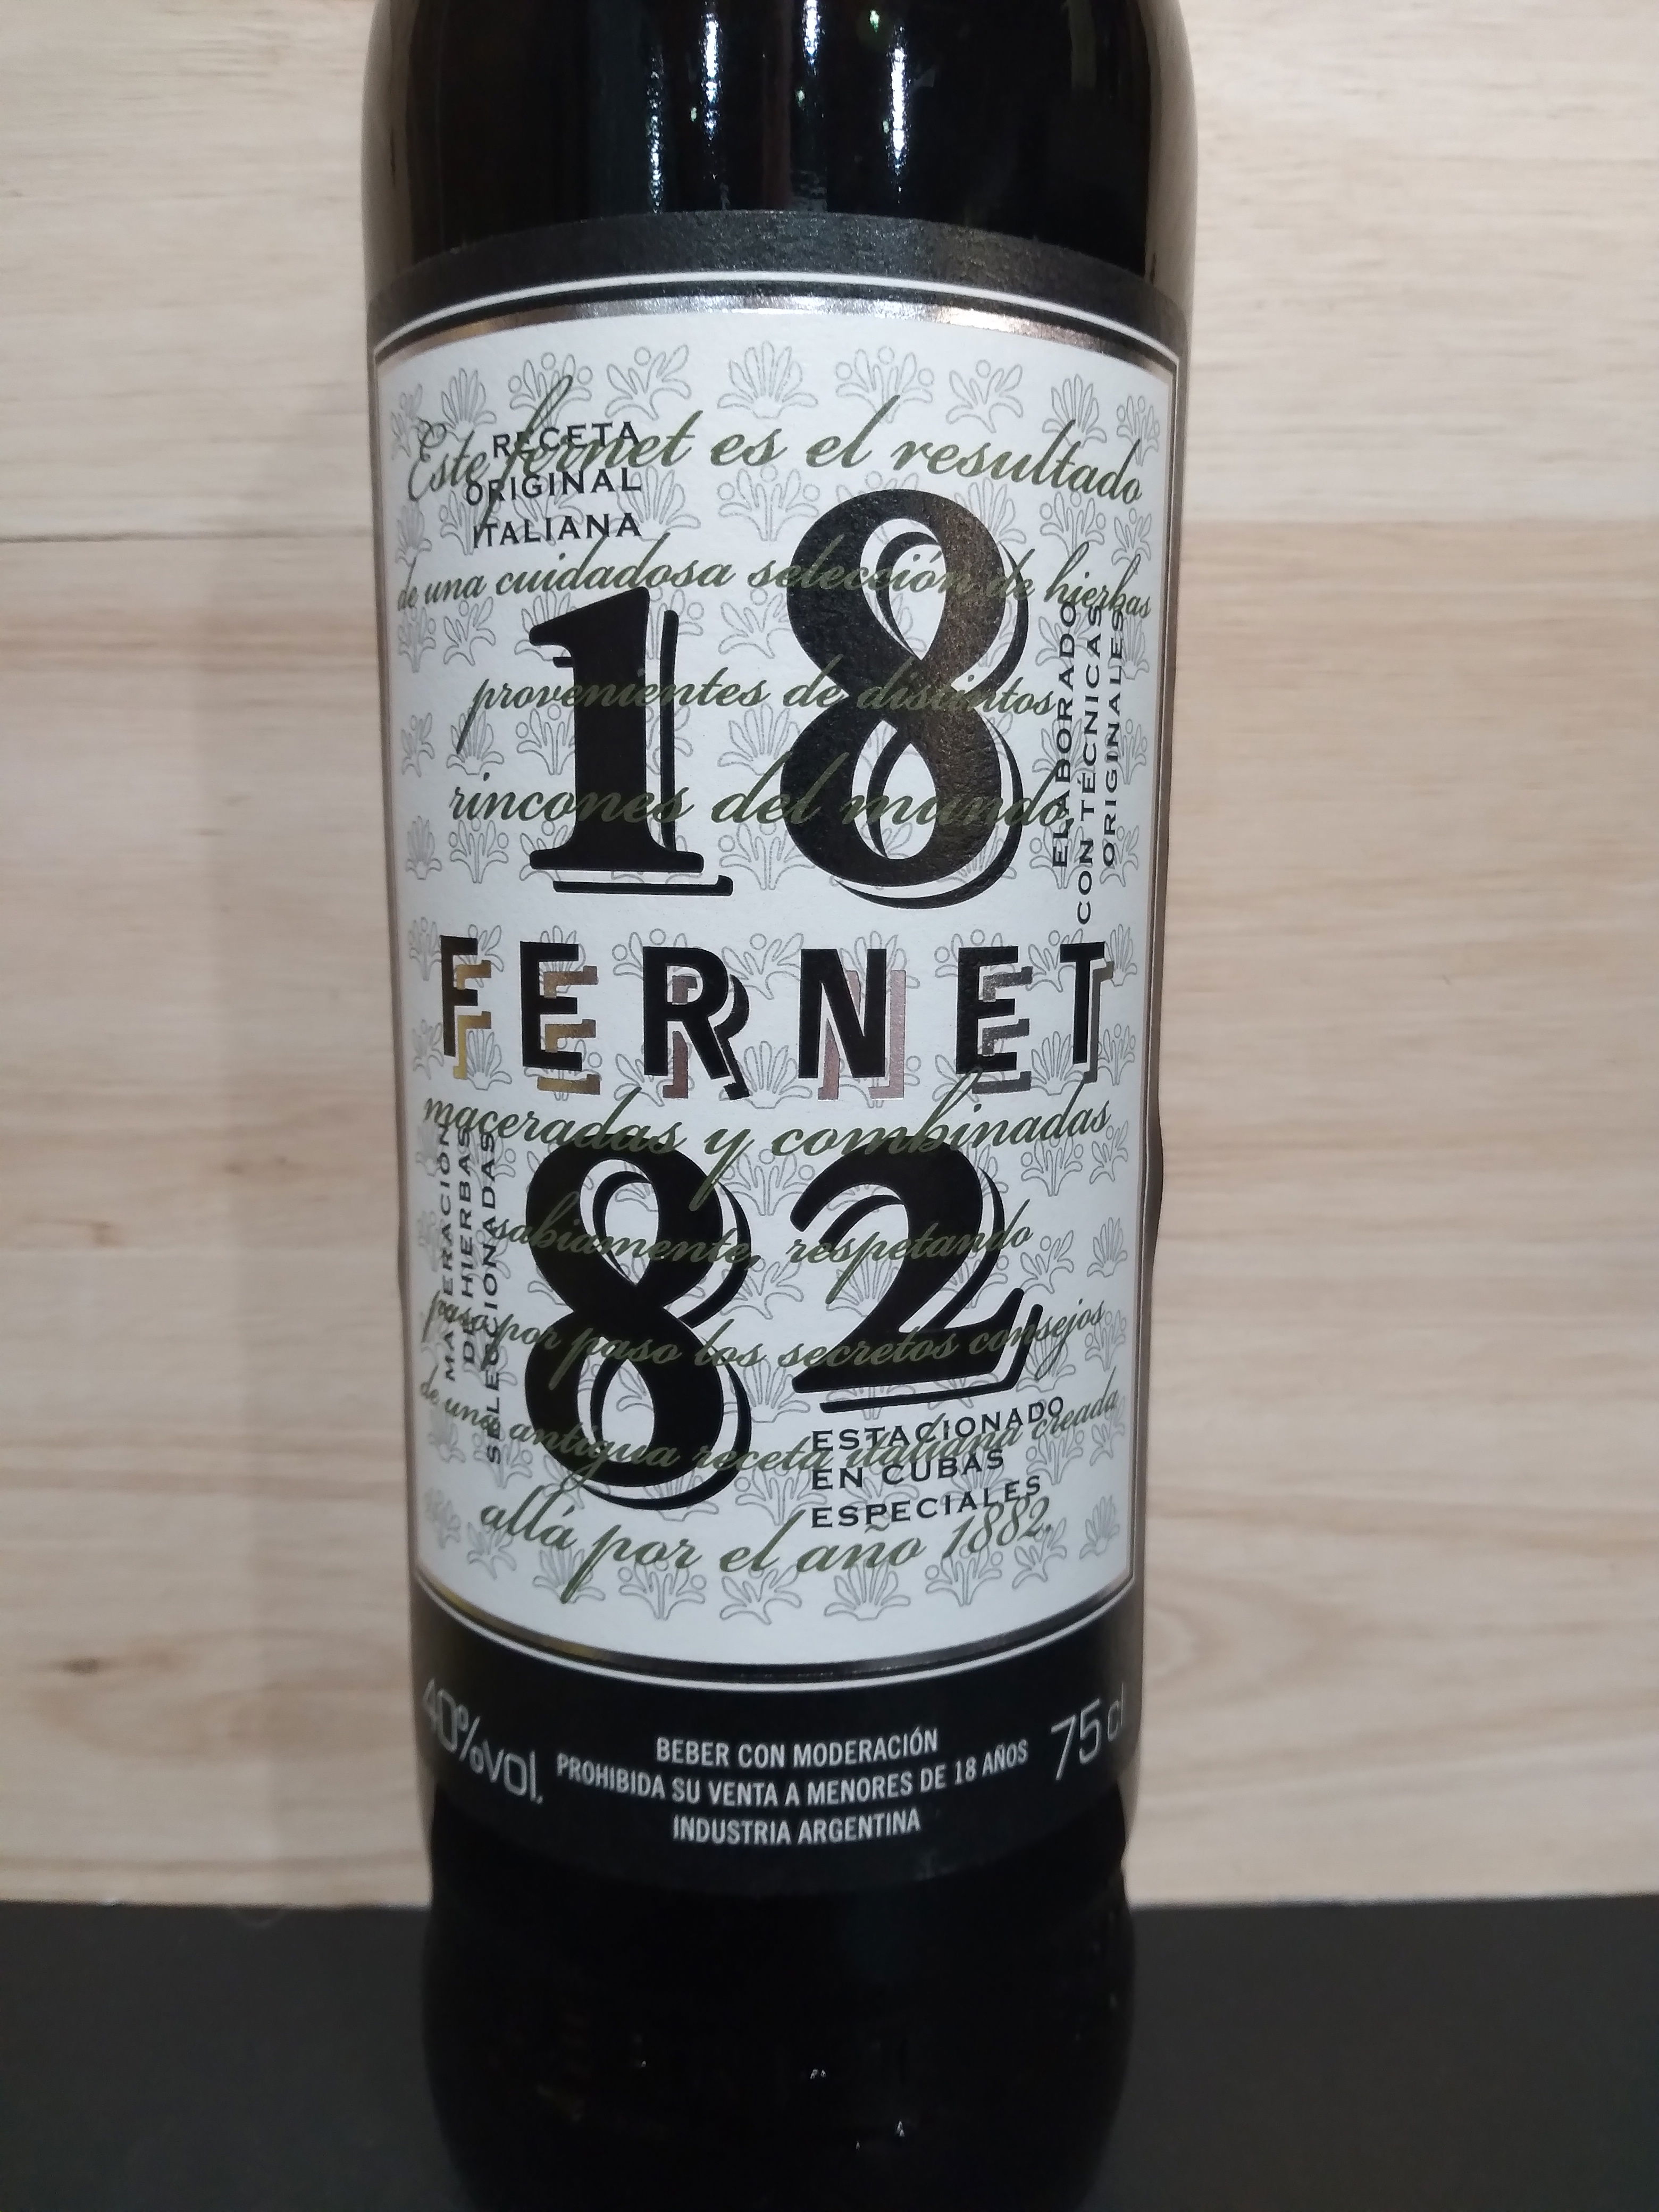 Este fernet es el resultado
RECETA
ORIGINAL
ITALIANA
de una cuidadosa selección de hierbas
18
provenientes de distintos
rincones del mundo,
ELABORADO
CON TÉCNICAS
ORIGINALES
FERNET
maceradas y combinadas
82
MACERACIÓN
DE HIERBAS
SELECCIONADAS
sabiamente, respetando
paso por paso los secretos consejos
de una antigua receta italiana creada
allá por el año 1882.
ESTACIONADO
EN CUBAS
ESPECIALES
40%vol.
BEBER CON MODERACIÓN
PROHIBIDA SU VENTA A MENORES DE 18 AÑOS
INDUSTRIA ARGENTINA
75 cl